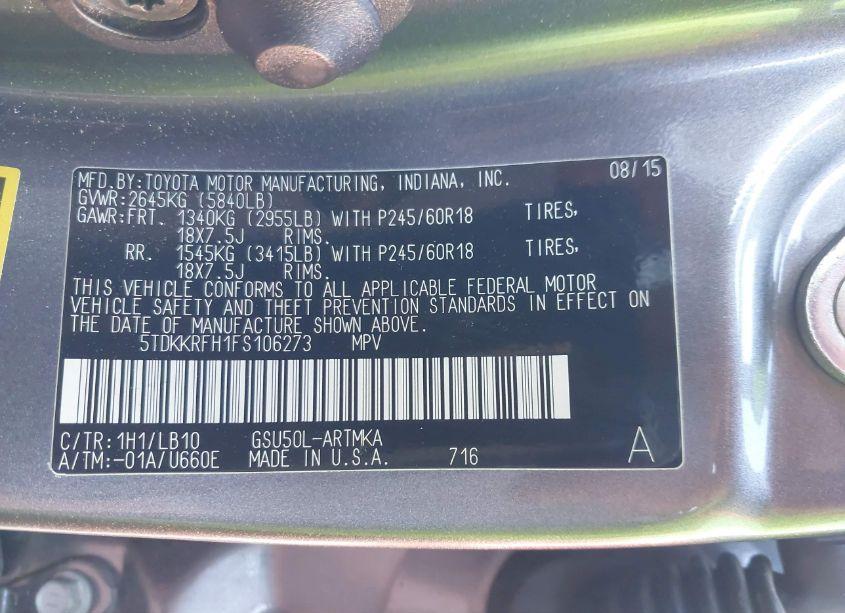 MFD.BY:TOYOTA MOTOR MANUFACTURING, INDIANA, INC. 08/15
GVWR:2645KG (5840LB)
GAWR:FRT. 1340KG (2955LB) WITH P245/60R18 TIRES,
18X7.5J RIMS.
RR. 1545KG (3415LB) WITH P245/60R18 TIRES,
18X7.5J RIMS.
THIS VEHICLE CONFORMS TO ALL APPLICABLE FEDERAL MOTOR
VEHICLE SAFETY AND THEFT PREVENTION STANDARDS IN EFFECT ON
THE DATE OF MANUFACTURE SHOWN ABOVE.
5TDKKRFH1FS106273 MPV
C/TR:1H1/LB10 GSU50L-ARTMKA
A/TM:-01A/U660E MADE IN U.S.A. 716 A